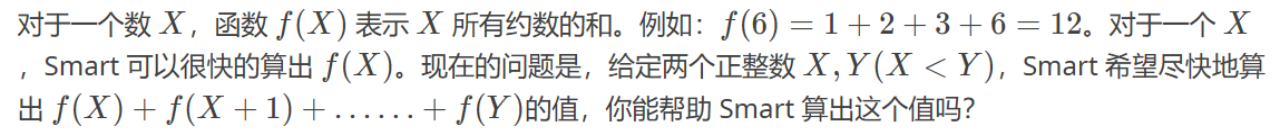 对于一个数 X，函数 f(X) 表示 X 所有约数的和。例如：f(6) = 1 + 2 + 3 + 6 = 12。对于一个 X
，Smart 可以很快的算出 f(X)。现在的问题是，给定两个正整数 X, Y(X < Y)，Smart 希望尽快地算
出 f(X) + f(X + 1) + ...... + f(Y)的值，你能帮助 Smart 算出这个值吗？